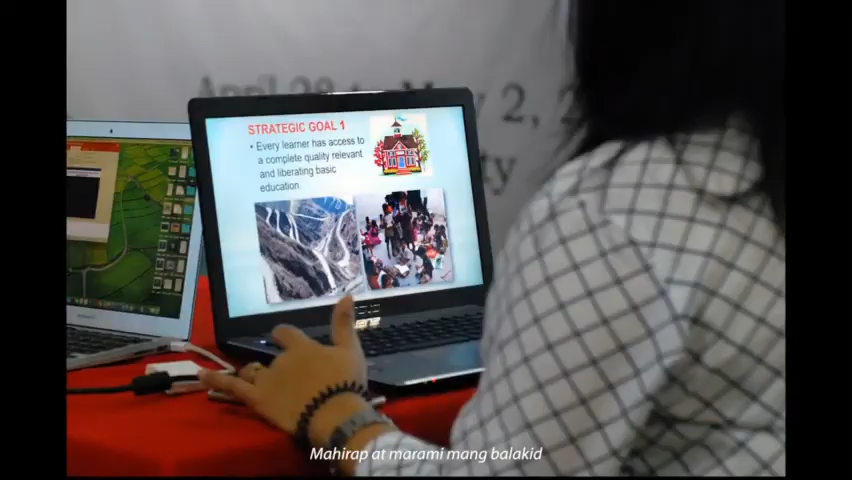 STRATEGIC GOAL 1
• Every learner has access to
a complete quality relevant
and liberating basic
education
Mahirap at marami mang balakid